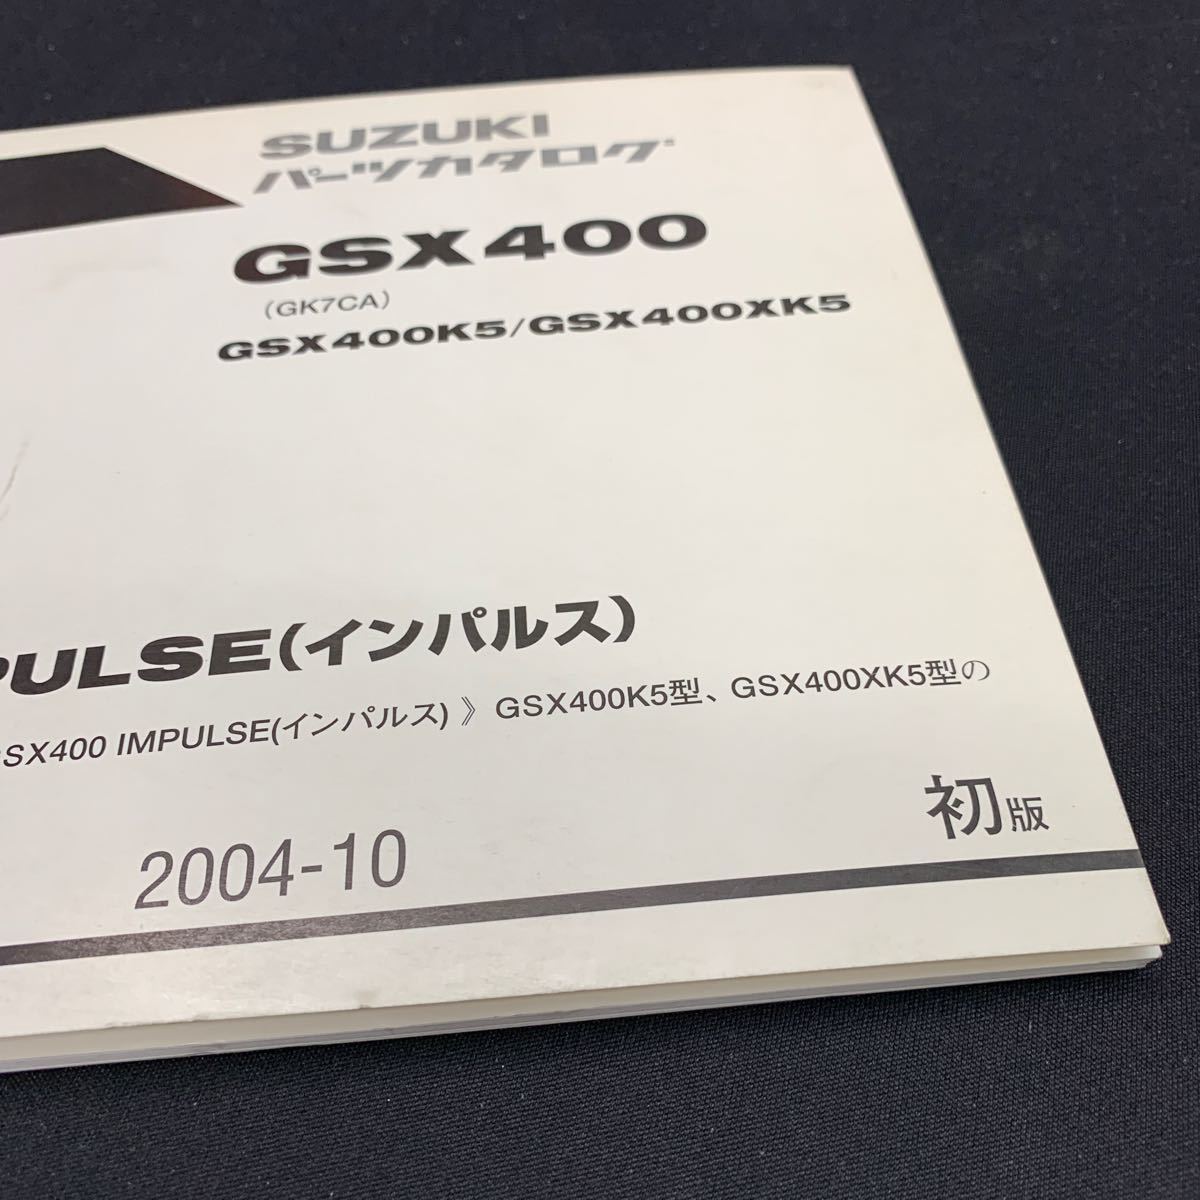 SUZUKI
パーツカタログ
GSX400
(GK7CA)
GSX400K5/GSX400XK5
PULSE(インパルス)
GSX400 IMPULSE(インパルス) 》 GSX400K5型、GSX400XK5型の
初版
2004-10